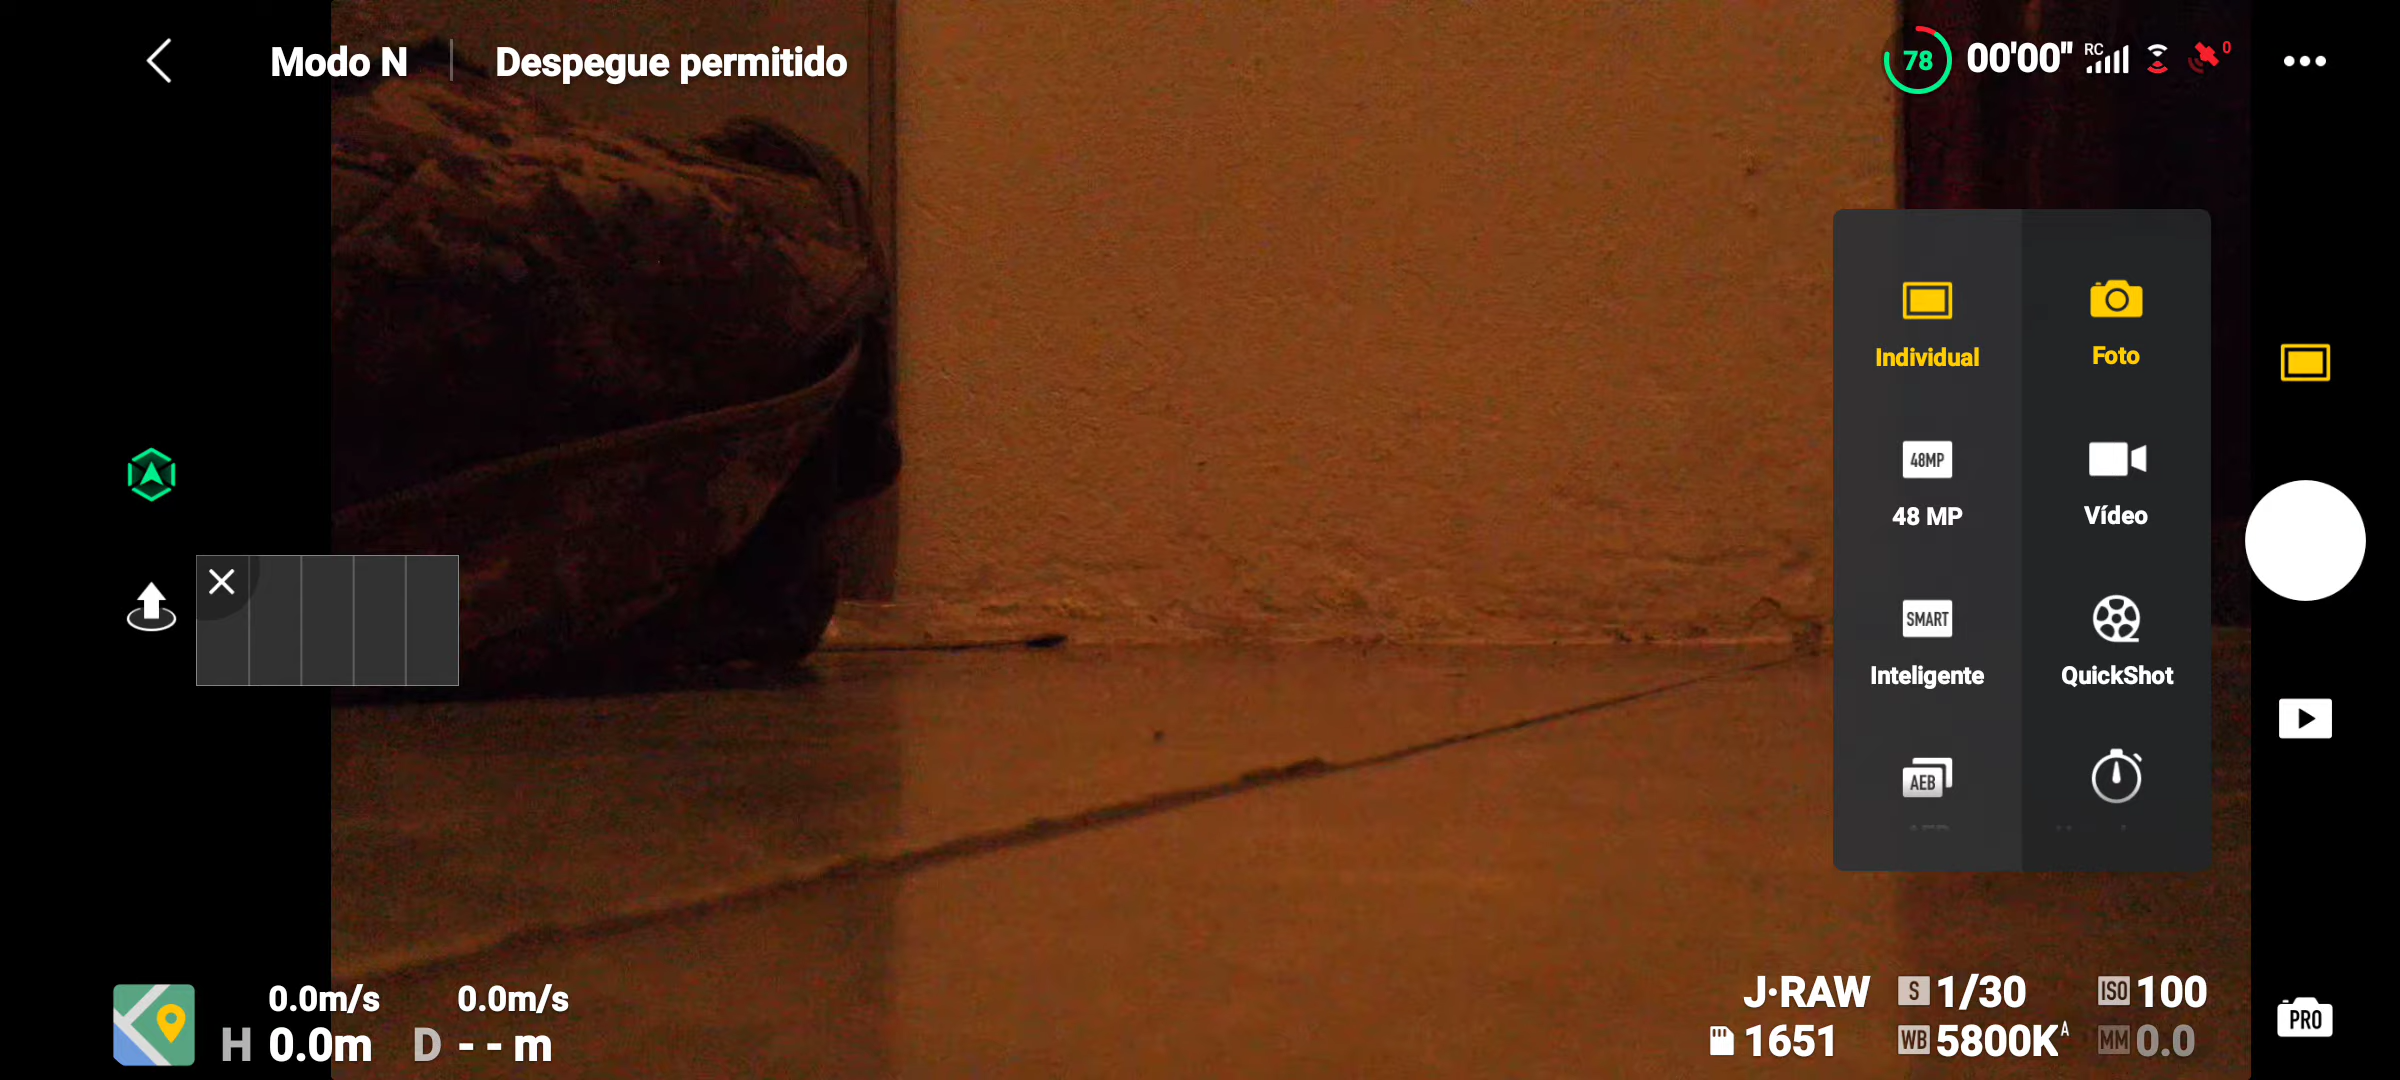 Modo N
Despegue permitido
78
00'00"
RC
0
Individual
Foto
48MP
48 MP
Vídeo
SMART
Inteligente
QuickShot
AEB
0.0m/s
0.0m/s
H 0.0m
D - - m
J·RAW
S 1/30
ISO 100
1651
WB 5800K A
MM 0.0
PRO